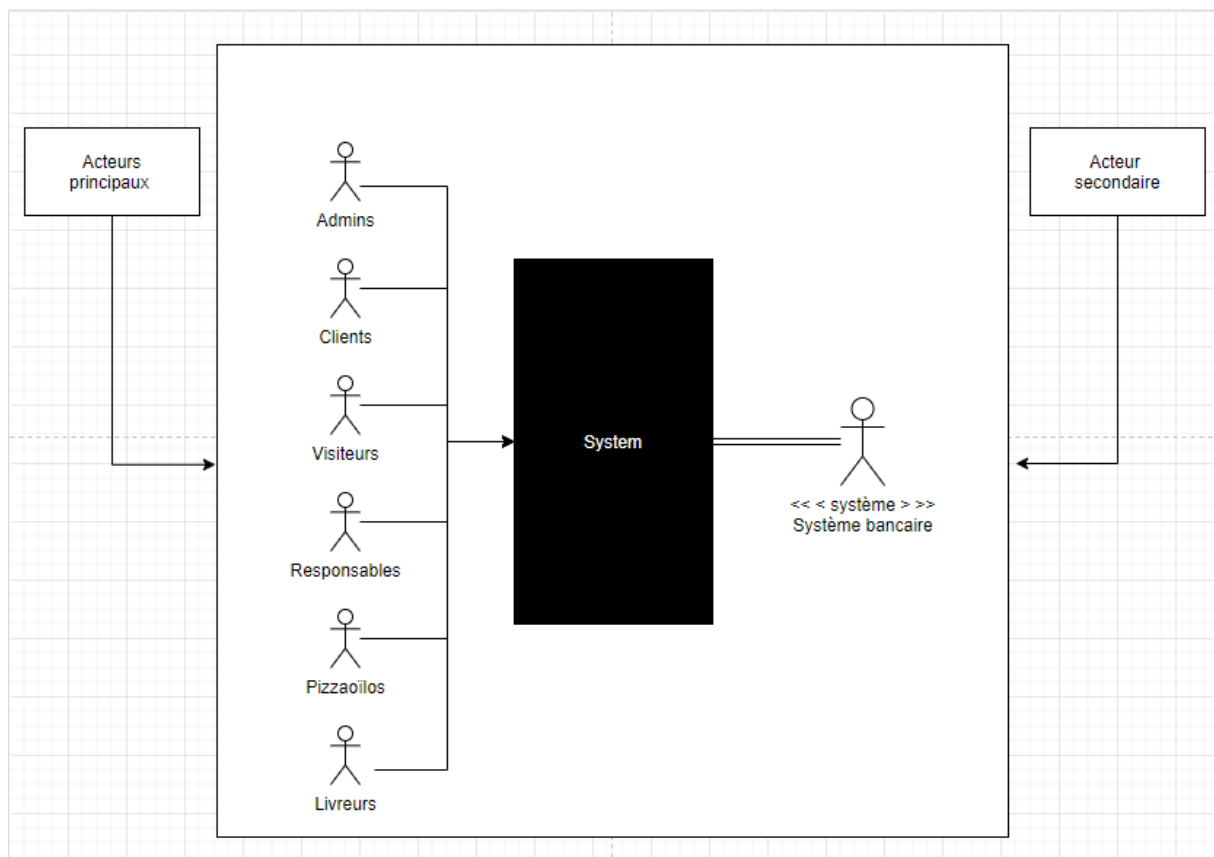 Acteurs
principaux
Acteur
secondaire
Admins
Clients
Visiteurs
System
<< < système > >>
Système bancaire
Responsables
Pizzaoïlos
Livreurs